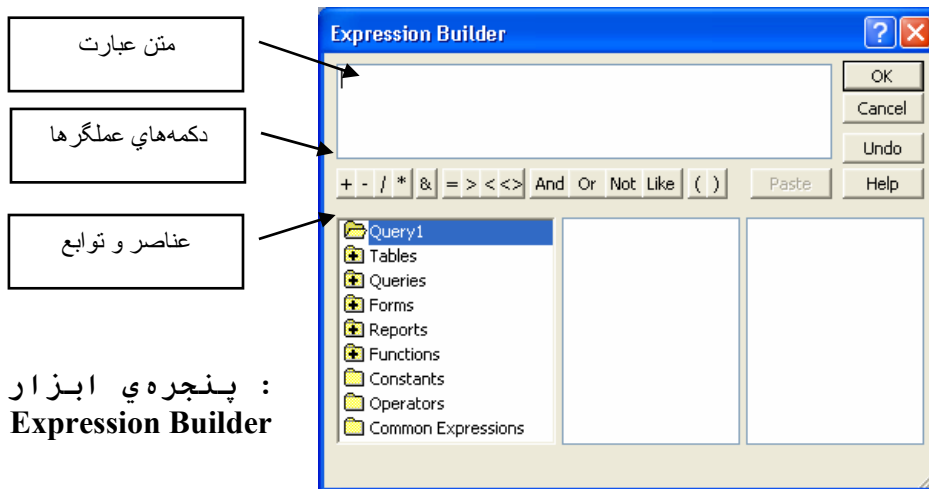 متن عبارت
دكمه‌هاي عملگرها
عناصر و توابع
: پنجره‌ي ابزار
Expression Builder
Expression Builder
OK
Cancel
Undo
Help
+ - / * & = > < <> And Or Not Like ( ) Paste
Query1
Tables
Queries
Forms
Reports
Functions
Constants
Operators
Common Expressions